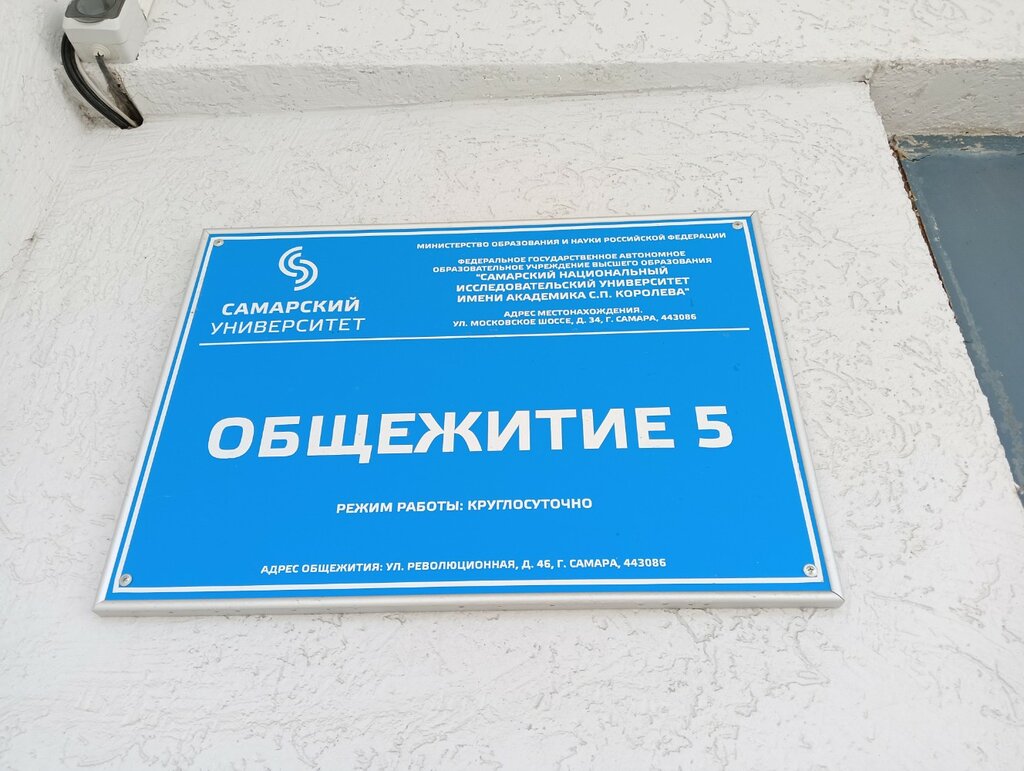 САМАРСКИЙ
УНИВЕРСИТЕТ
МИНИСТЕРСТВО ОБРАЗОВАНИЯ И НАУКИ РОССИЙСКОЙ ФЕДЕРАЦИИ
ФЕДЕРАЛЬНОЕ ГОСУДАРСТВЕННОЕ АВТОНОМНОЕ
ОБРАЗОВАТЕЛЬНОЕ УЧРЕЖДЕНИЕ ВЫСШЕГО ОБРАЗОВАНИЯ
"САМАРСКИЙ НАЦИОНАЛЬНЫЙ
ИССЛЕДОВАТЕЛЬСКИЙ УНИВЕРСИТЕТ
ИМЕНИ АКАДЕМИКА С.П. КОРОЛЕВА"
АДРЕС МЕСТОНАХОЖДЕНИЯ.
УЛ. МОСКОВСКОЕ ШОССЕ, Д. 34, Г. САМАРА, 443086
ОБЩЕЖИТИЕ 5
РЕЖИМ РАБОТЫ: КРУГЛОСУТОЧНО
АДРЕС ОБЩЕЖИТИЯ: УЛ. РЕВОЛЮЦИОННАЯ, Д. 46, Г. САМАРА, 443086